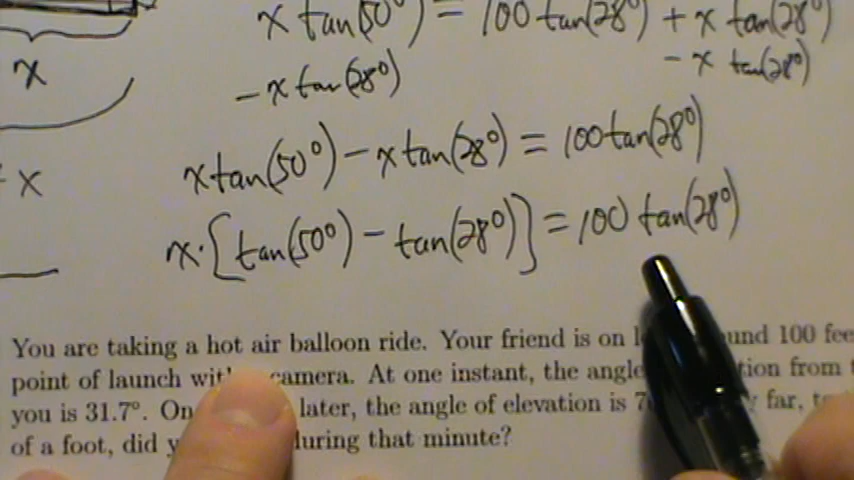 x tan(50°) = 100 tan(28°) + x tan(28°)
x
- x tan(28°)
- x tan(28°)
x tan(50°) - x tan(28°) = 100 tan(28°)
x
x · [tan(50°) - tan(28°)] = 100 tan(28°)
You are taking a hot air balloon ride. Your friend is on 100
point of launch camera. At one instant, the angle from
you is 31.7°. later, the angle of elevation is far,
of a foot, did during that minute?